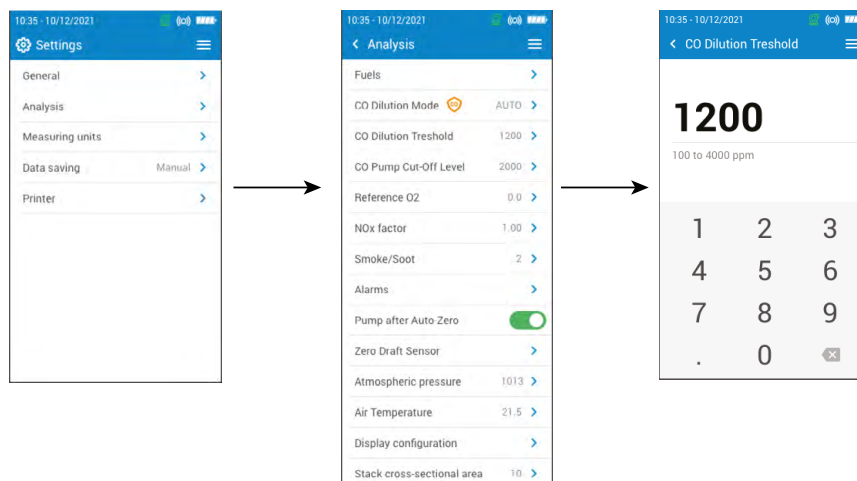 10:35 - 10/12/2021
Settings
General
Analysis
Measuring units
Data saving Manual
Printer
10:35 - 10/12/2021
Analysis
Fuels
CO Dilution Mode CO AUTO
CO Dilution Treshold 1200
CO Pump Cut-Off Level 2000
Reference O2 0.0
NOx factor 1.00
Smoke/Soot 2
Alarms
Pump after Auto Zero
Zero Draft Sensor
Atmospheric pressure 1013
Air Temperature 21.5
Display configuration
Stack cross-sectional area 10
10:35 - 10/12/2021
CO Dilution Treshold
1200
100 to 4000 ppm
1 2 3
4 5 6
7 8 9
. 0